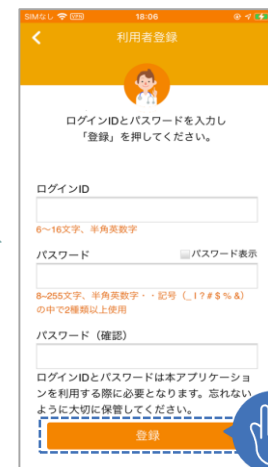 SIMなし VPN 18:06
利用者登録
ログインIDとパスワードを入力し
「登録」を押してください。
ログインID
6〜16文字、半角英数字
パスワード パスワード表示
8–255文字、半角英数字・・記号（_ ! ? # $ % &）
の中で2種類以上使用
パスワード（確認）
ログインIDとパスワードは本アプリケーショ
ンを利用する際に必要となります。忘れない
ように大切に保管してください。
登録